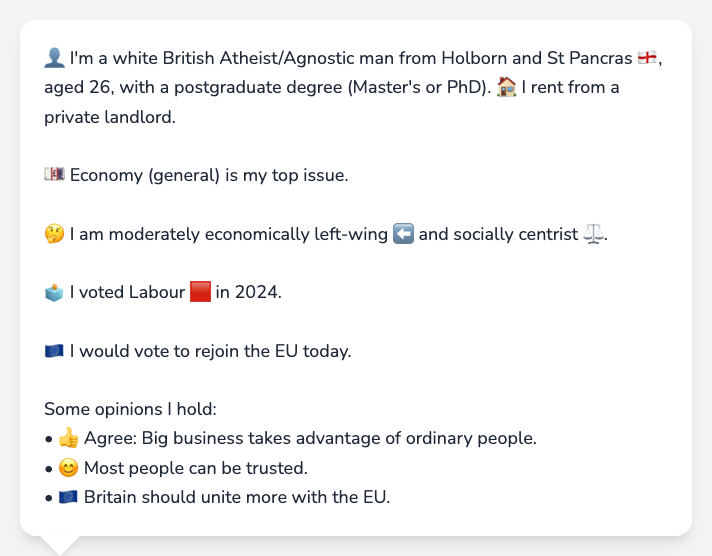 👤 I'm a white British Atheist/Agnostic man from Holborn and St Pancras 🏴󠁧󠁢󠁥󠁮󠁧󠁿,
aged 26, with a postgraduate degree (Master's or PhD). 🏠 I rent from a
private landlord.
💷 Economy (general) is my top issue.
🤔 I am moderately economically left-wing ⬅️ and socially centrist ⚖️.
🗳️ I voted Labour 🟥 in 2024.
🇪🇺 I would vote to rejoin the EU today.
Some opinions I hold:
• 👍 Agree: Big business takes advantage of ordinary people.
• 😊 Most people can be trusted.
• 🇪🇺 Britain should unite more with the EU.